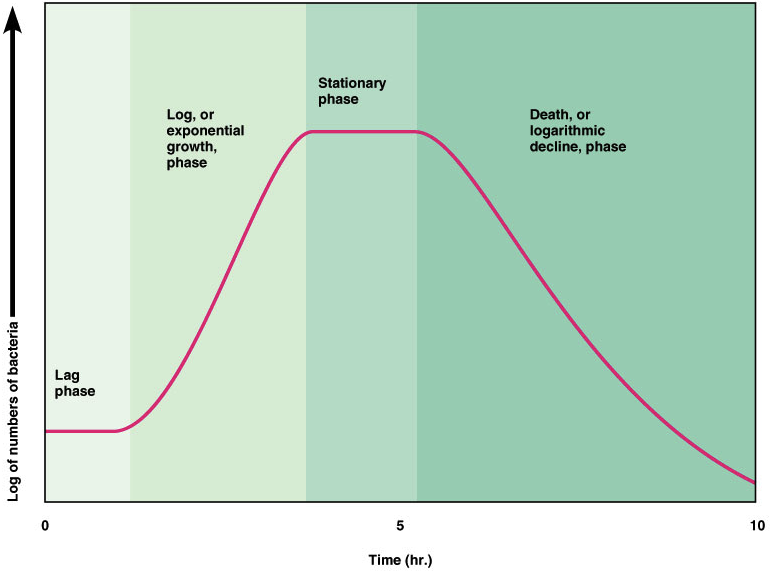 Stationary
phase
Log, or
exponential
growth,
phase
Death, or
logarithmic
decline, phase
Lag
phase
Log of numbers of bacteria
0
5
10
Time (hr.)